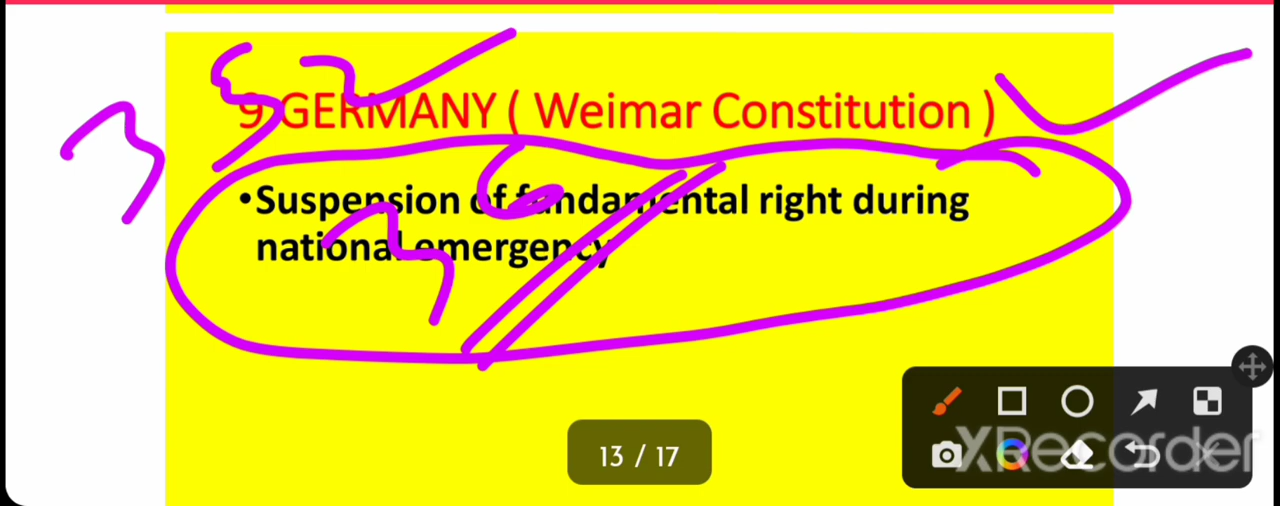 9 GERMANY ( Weimar Constitution )
•Suspension of fundamental right during
national emergency
13 / 17
XRecorder